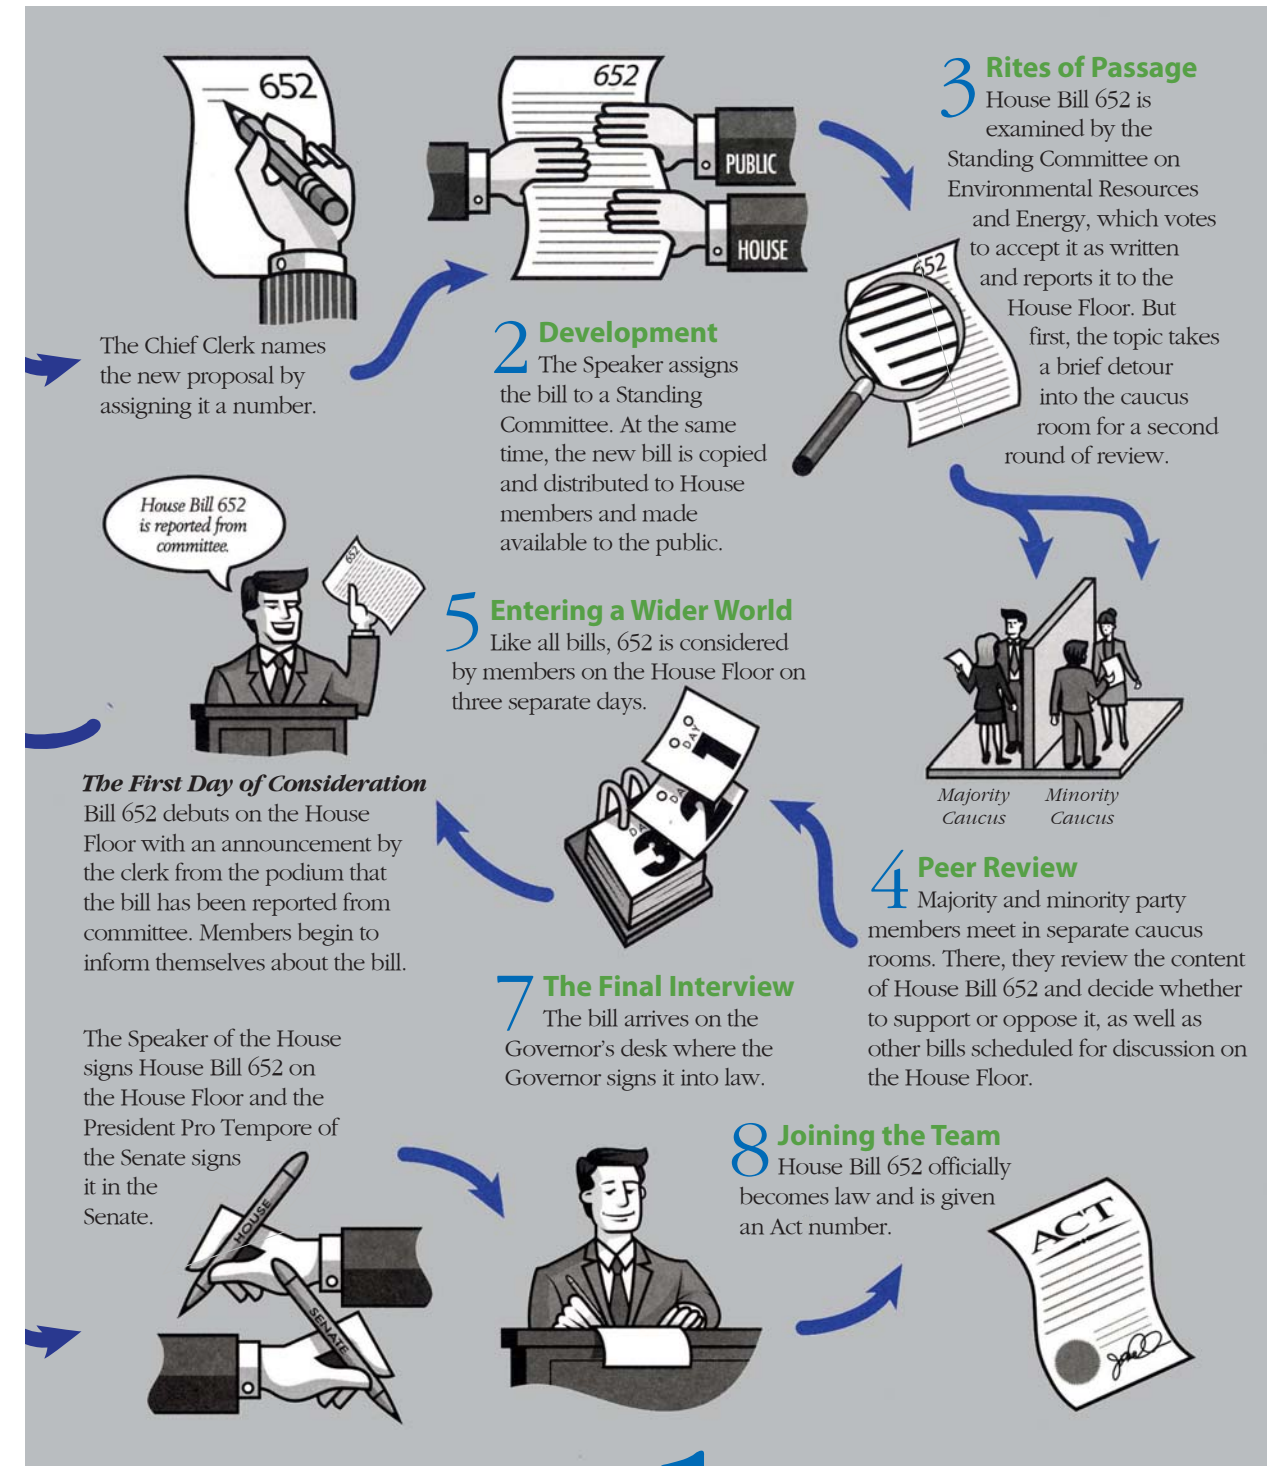 652
The Chief Clerk names
the new proposal by
assigning it a number.
652
PUBLIC
HOUSE
2 Development
The Speaker assigns
the bill to a Standing
Committee. At the same
time, the new bill is copied
and distributed to House
members and made
available to the public.
3 Rites of Passage
House Bill 652 is
examined by the
Standing Committee on
Environmental Resources
and Energy, which votes
to accept it as written
and reports it to the
House Floor. But
first, the topic takes
a brief detour
into the caucus
room for a second
round of review.
652
Majority
Caucus
Minority
Caucus
4 Peer Review
Majority and minority party
members meet in separate caucus
rooms. There, they review the content
of House Bill 652 and decide whether
to support or oppose it, as well as
other bills scheduled for discussion on
the House Floor.
5 Entering a Wider World
Like all bills, 652 is considered
by members on the House Floor on
three separate days.
DAY
1
DAY
2
DAY
3
House Bill 652
is reported from
committee.
652
The First Day of Consideration
Bill 652 debuts on the House
Floor with an announcement by
the clerk from the podium that
the bill has been reported from
committee. Members begin to
inform themselves about the bill.
The Speaker of the House
signs House Bill 652 on
the House Floor and the
President Pro Tempore of
the Senate signs
it in the
Senate.
HOUSE
SENATE
7 The Final Interview
The bill arrives on the
Governor's desk where the
Governor signs it into law.
8 Joining the Team
House Bill 652 officially
becomes law and is given
an Act number.
ACT